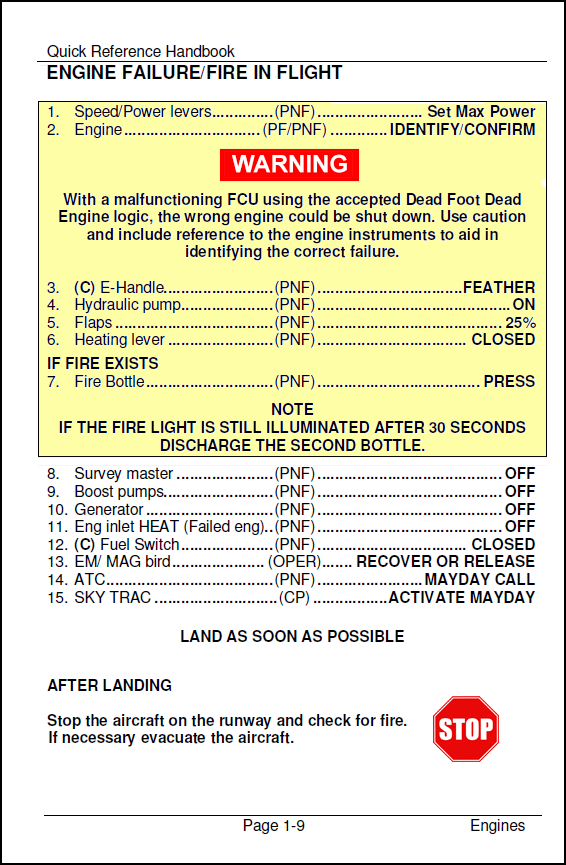 Quick Reference Handbook
ENGINE FAILURE/FIRE IN FLIGHT
1. Speed/Power levers..............(PNF)........................ Set Max Power
2. Engine............................... (PF/PNF) ............. IDENTIFY/CONFIRM
WARNING
With a malfunctioning FCU using the accepted Dead Foot Dead
Engine logic, the wrong engine could be shut down. Use caution
and include reference to the engine instruments to aid in
identifying the correct failure.
3. (C) E-Handle.........................(PNF).................................FEATHER
4. Hydraulic pump.....................(PNF)............................................ON
5. Flaps ....................................(PNF).......................................... 25%
6. Heating lever ........................(PNF).................................. CLOSED
IF FIRE EXISTS
7. Fire Bottle.............................(PNF)..................................... PRESS
NOTE
IF THE FIRE LIGHT IS STILL ILLUMINATED AFTER 30 SECONDS
DISCHARGE THE SECOND BOTTLE.
8. Survey master ......................(PNF).......................................... OFF
9. Boost pumps.........................(PNF).......................................... OFF
10. Generator .............................(PNF).......................................... OFF
11. Eng inlet HEAT (Failed eng)..(PNF).......................................... OFF
12. (C) Fuel Switch.....................(PNF).................................. CLOSED
13. EM/ MAG bird..................... (OPER)....... RECOVER OR RELEASE
14. ATC......................................(PNF)........................MAYDAY CALL
15. SKY TRAC ............................(CP) .................ACTIVATE MAYDAY
LAND AS SOON AS POSSIBLE
AFTER LANDING
Stop the aircraft on the runway and check for fire.
If necessary evacuate the aircraft.
STOP
Page 1-9 Engines